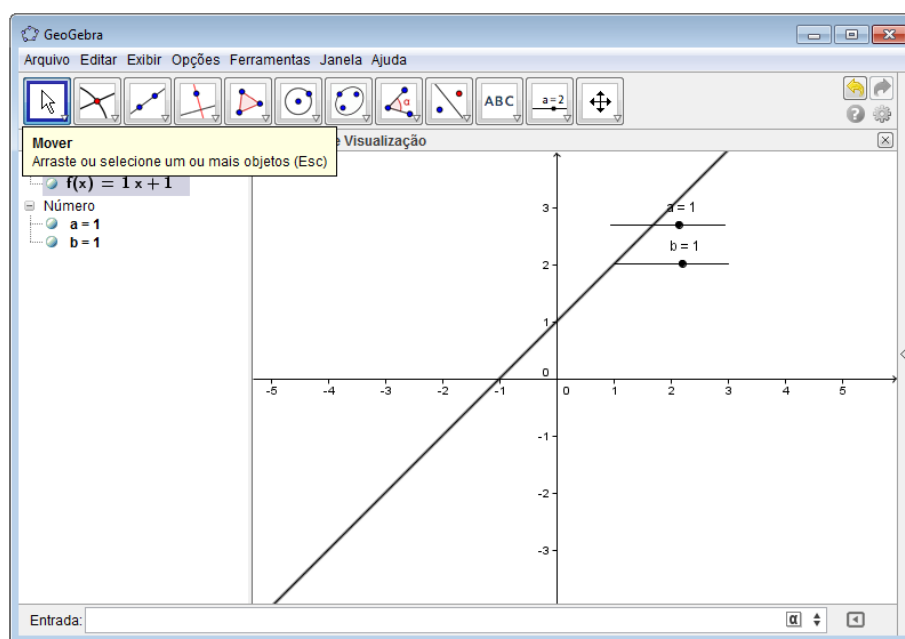 GeoGebra
Arquivo Editar Exibir Opções Ferramentas Janela Ajuda
ABC
a=2
α
Mover
Arraste ou selecione um ou mais objetos (Esc)
Visualização
f(x) = 1 x + 1
Número
a = 1
b = 1
a = 1
b = 1
3
2
1
0
-5 -4 -3 -2 -1 0 1 2 3 4 5
-1
-2
-3
Entrada:
α